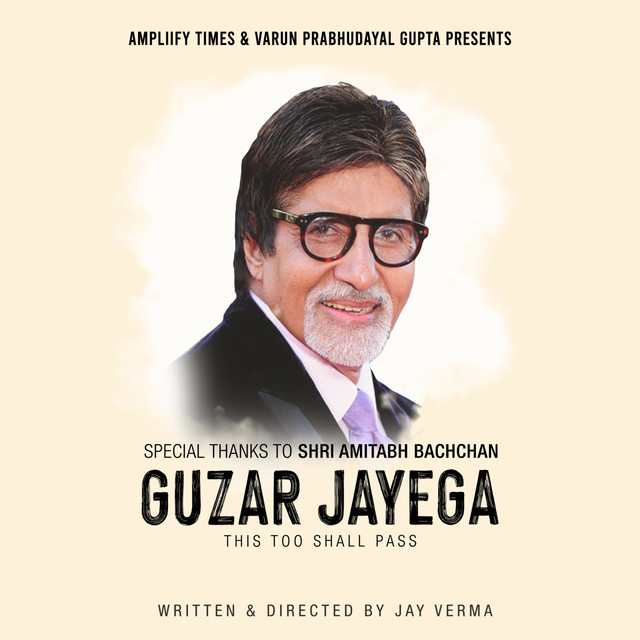 AMPLIIFY TIMES & VARUN PRABHUDAYAL GUPTA PRESENTS
SPECIAL THANKS TO SHRI AMITABH BACHCHAN
GUZAR JAYEGA
THIS TOO SHALL PASS
WRITTEN & DIRECTED BY JAY VERMA